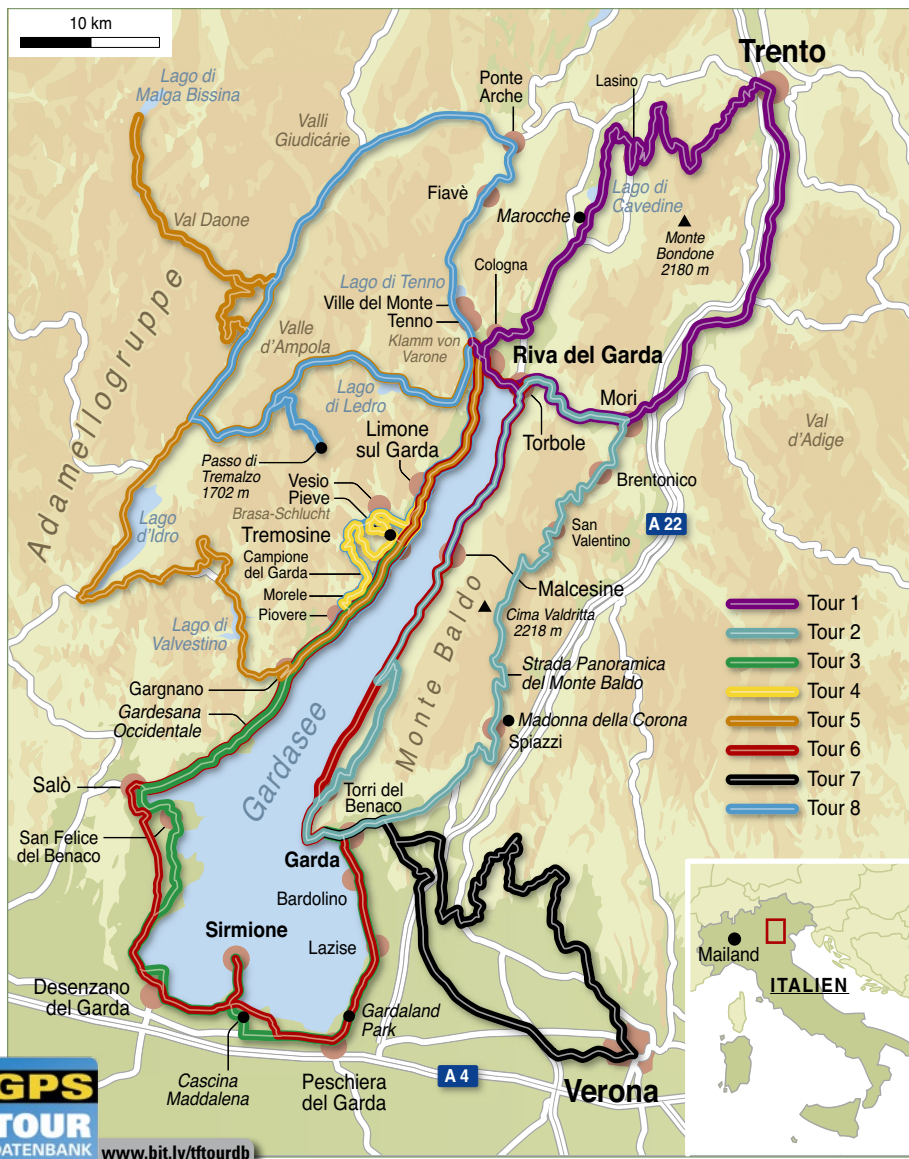 10 km
Trento
Lago di
Malga Bissina
Ponte
Arche
Lasino
Valli
Giudicárie
Fiavè
Lago di
Cavedine
Marocche
Val Daone
Monte
Bondone
2180 m
Cologna
Lago di Tenno
Ville del Monte
Tenno
Klamm von
Varone
Adamellogruppe
Valle
d'Ampola
Riva del Garda
Lago
di Ledro
Mori
Torbole
Val
d'Adige
Limone
sul Garda
Passo di
Tremalzo
1702 m
Vesio
Pieve
Brasa-Schlucht
Tremosine
Brentonico
Lago
d'Idro
San
Valentino
A 22
Campione
del Garda
Morele
Piovere
Malcesine
Cima Valdritta
2218 m
Monte Baldo
Lago di
Valvestino
Strada Panoramica
del Monte Baldo
Gargnano
Gardesana
Occidentale
Madonna della Corona
Spiazzi
Gardasee
Tour 1
Tour 2
Tour 3
Tour 4
Tour 5
Tour 6
Tour 7
Tour 8
Salò
Torri del
Benaco
San Felice
del Benaco
Garda
Bardolino
Sirmione
Lazise
Desenzano
del Garda
Gardaland
Park
Cascina
Maddalena
Peschiera
del Garda
A 4
Verona
Mailand
ITALIEN
GPS
TOUR
DATENBANK
www.bit.ly/tftourdb